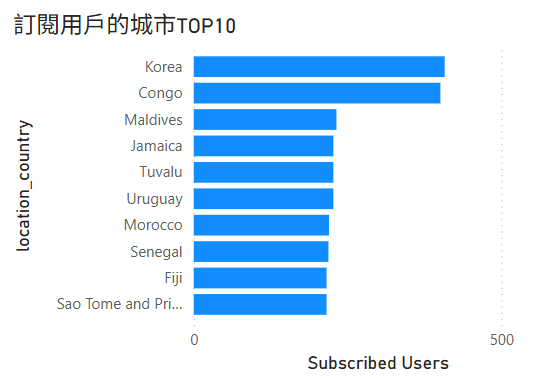 訂閱用戶的城市TOP10
location_country
Korea
Congo
Maldives
Jamaica
Tuvalu
Uruguay
Morocco
Senegal
Fiji
Sao Tome and Pri...
0
500
Subscribed Users